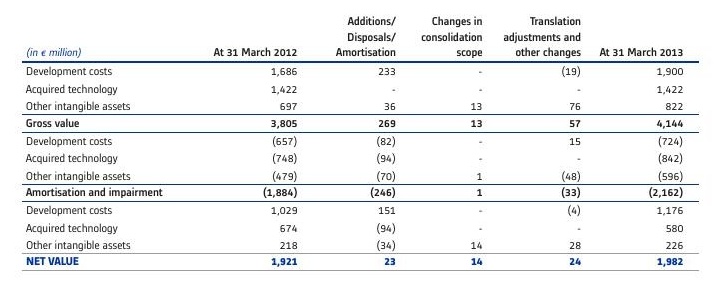 (in € million) At 31 March 2012 Additions/ Disposals/ Amortisation Changes in consolidation scope Translation adjustments and other changes At 31 March 2013
Development costs 1,686 233 - (19) 1,900
Acquired technology 1,422 - - - 1,422
Other intangible assets 697 36 13 76 822
Gross value 3,805 269 13 57 4,144
Development costs (657) (82) - 15 (724)
Acquired technology (748) (94) - - (842)
Other intangible assets (479) (70) 1 (48) (596)
Amortisation and impairment (1,884) (246) 1 (33) (2,162)
Development costs 1,029 151 - (4) 1,176
Acquired technology 674 (94) - - 580
Other intangible assets 218 (34) 14 28 226
NET VALUE 1,921 23 14 24 1,982